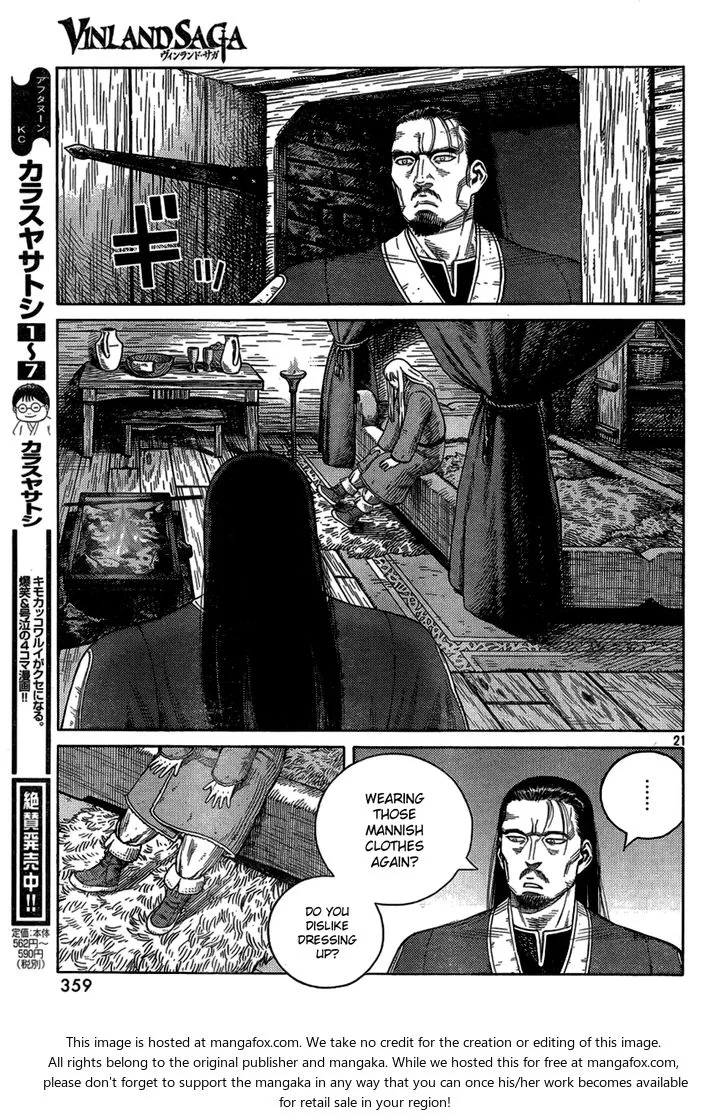 VINLAND SAGA
ヴィンランド・サガ
アフタヌーン
KC
カラスヤサトシ
1
〜
7
カラスヤサトシ
キモカッコワルイがクセになる。
爆笑&号泣の4コマ漫画!!
絶賛発売中!!
定価:本体
562円〜
590円
(税別)
ギ
21
........
WEARING
THOSE
MANNISH
CLOTHES
AGAIN?
DO YOU
DISLIKE
DRESSING
UP?
359
This image is hosted at mangafox.com. We take no credit for the creation or editing of this image.
All rights belong to the original publisher and mangaka. While we hosted this for free at mangafox.com,
please don't forget to support the mangaka in any way that you can once his/her work becomes available
for retail sale in your region!